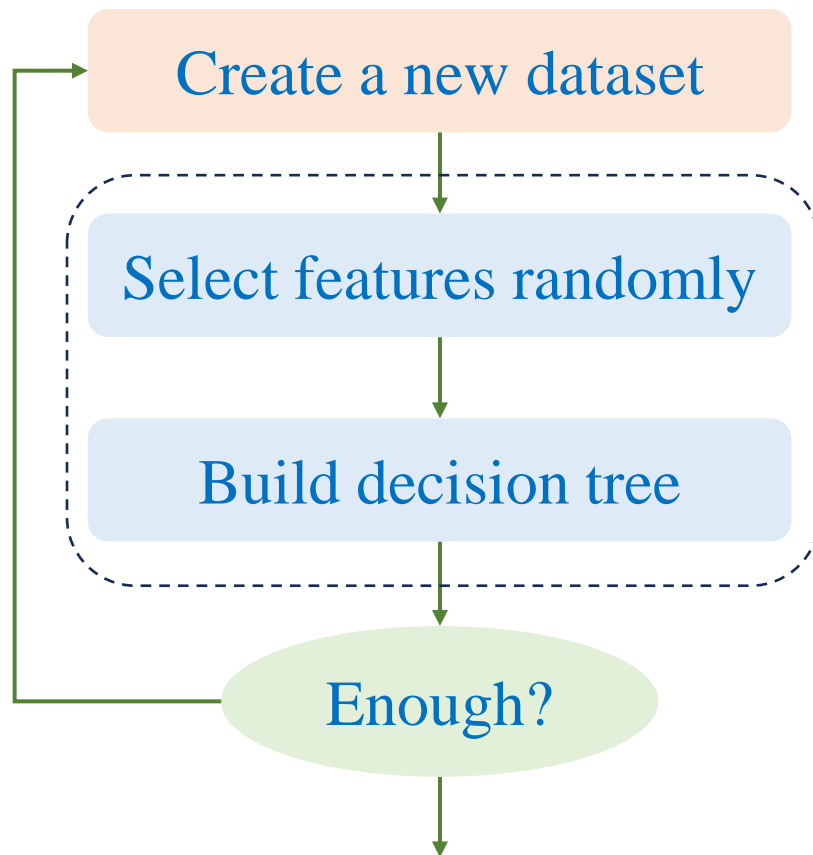 Create a new dataset
Select features randomly
Build decision tree
Enough?